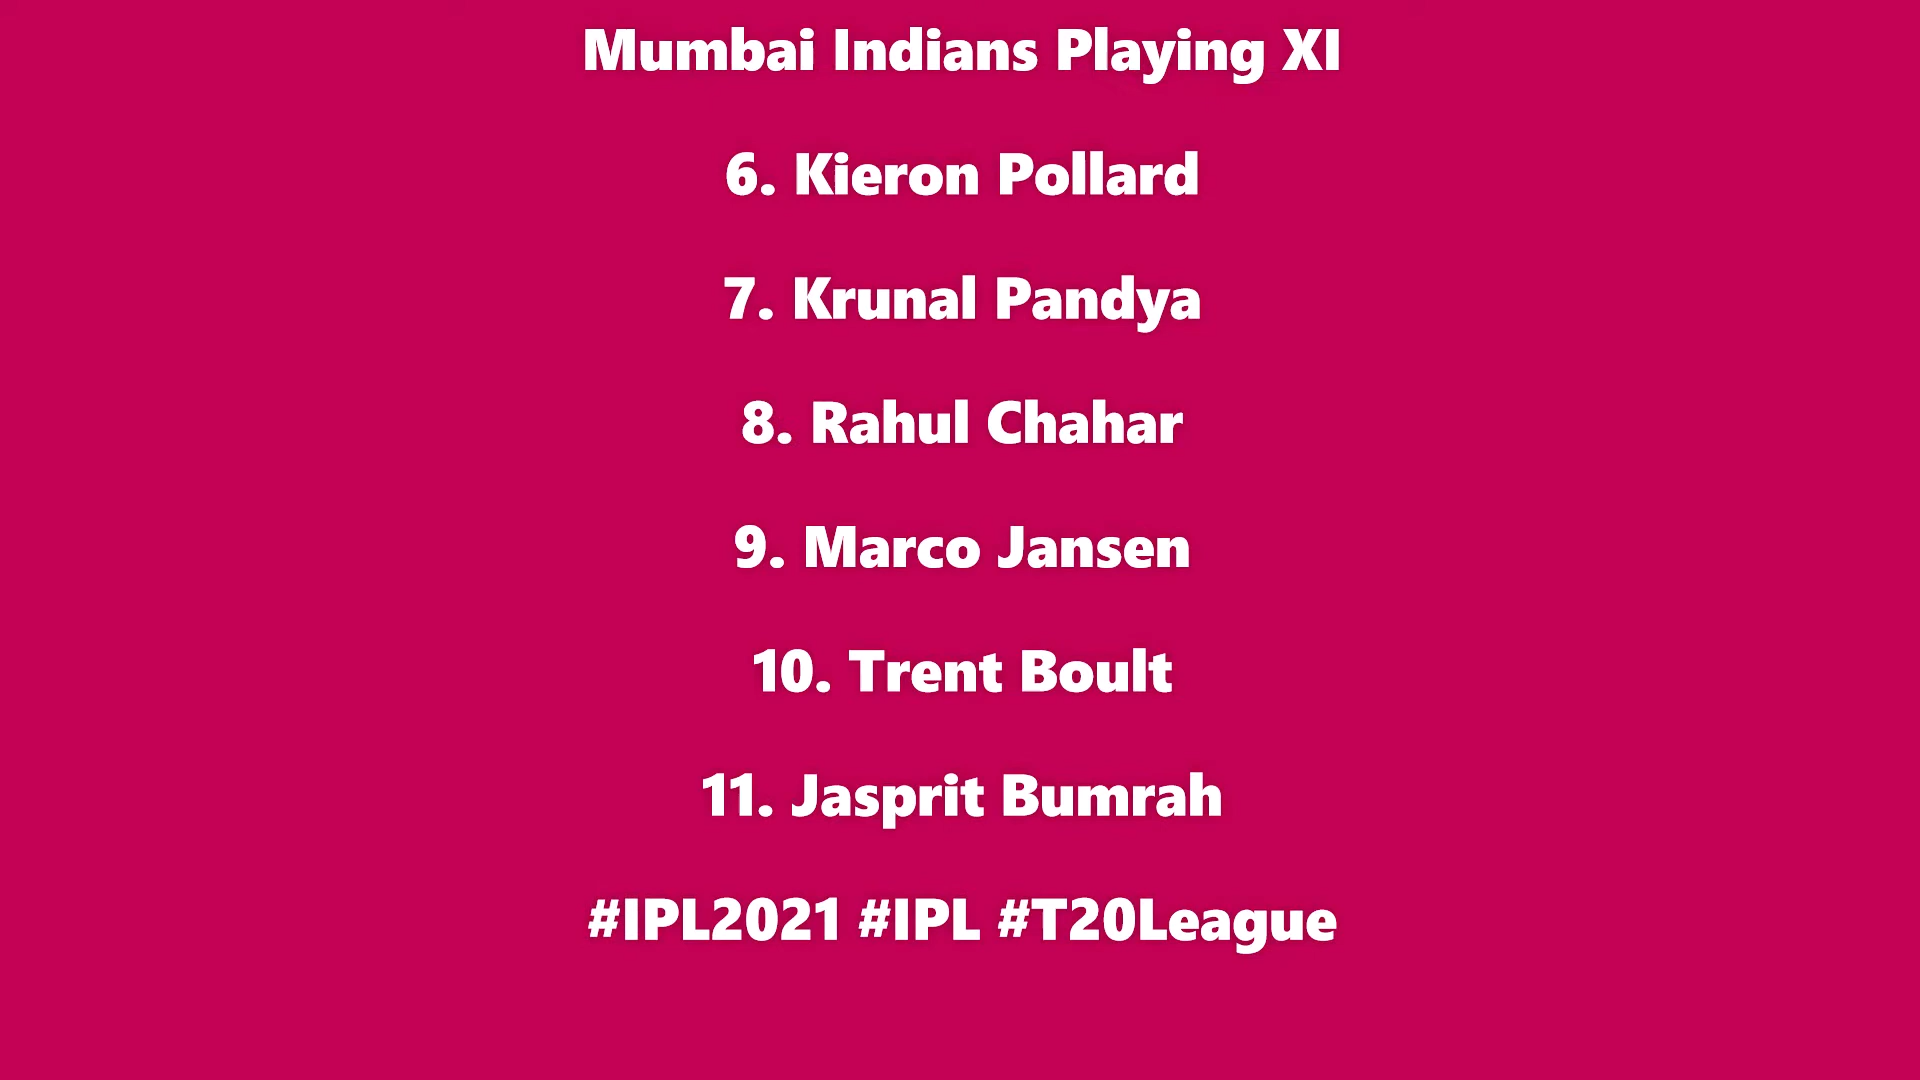 Mumbai Indians Playing XI
6. Kieron Pollard
7. Krunal Pandya
8. Rahul Chahar
9. Marco Jansen
10. Trent Boult
11. Jasprit Bumrah
#IPL2021 #IPL #T20League